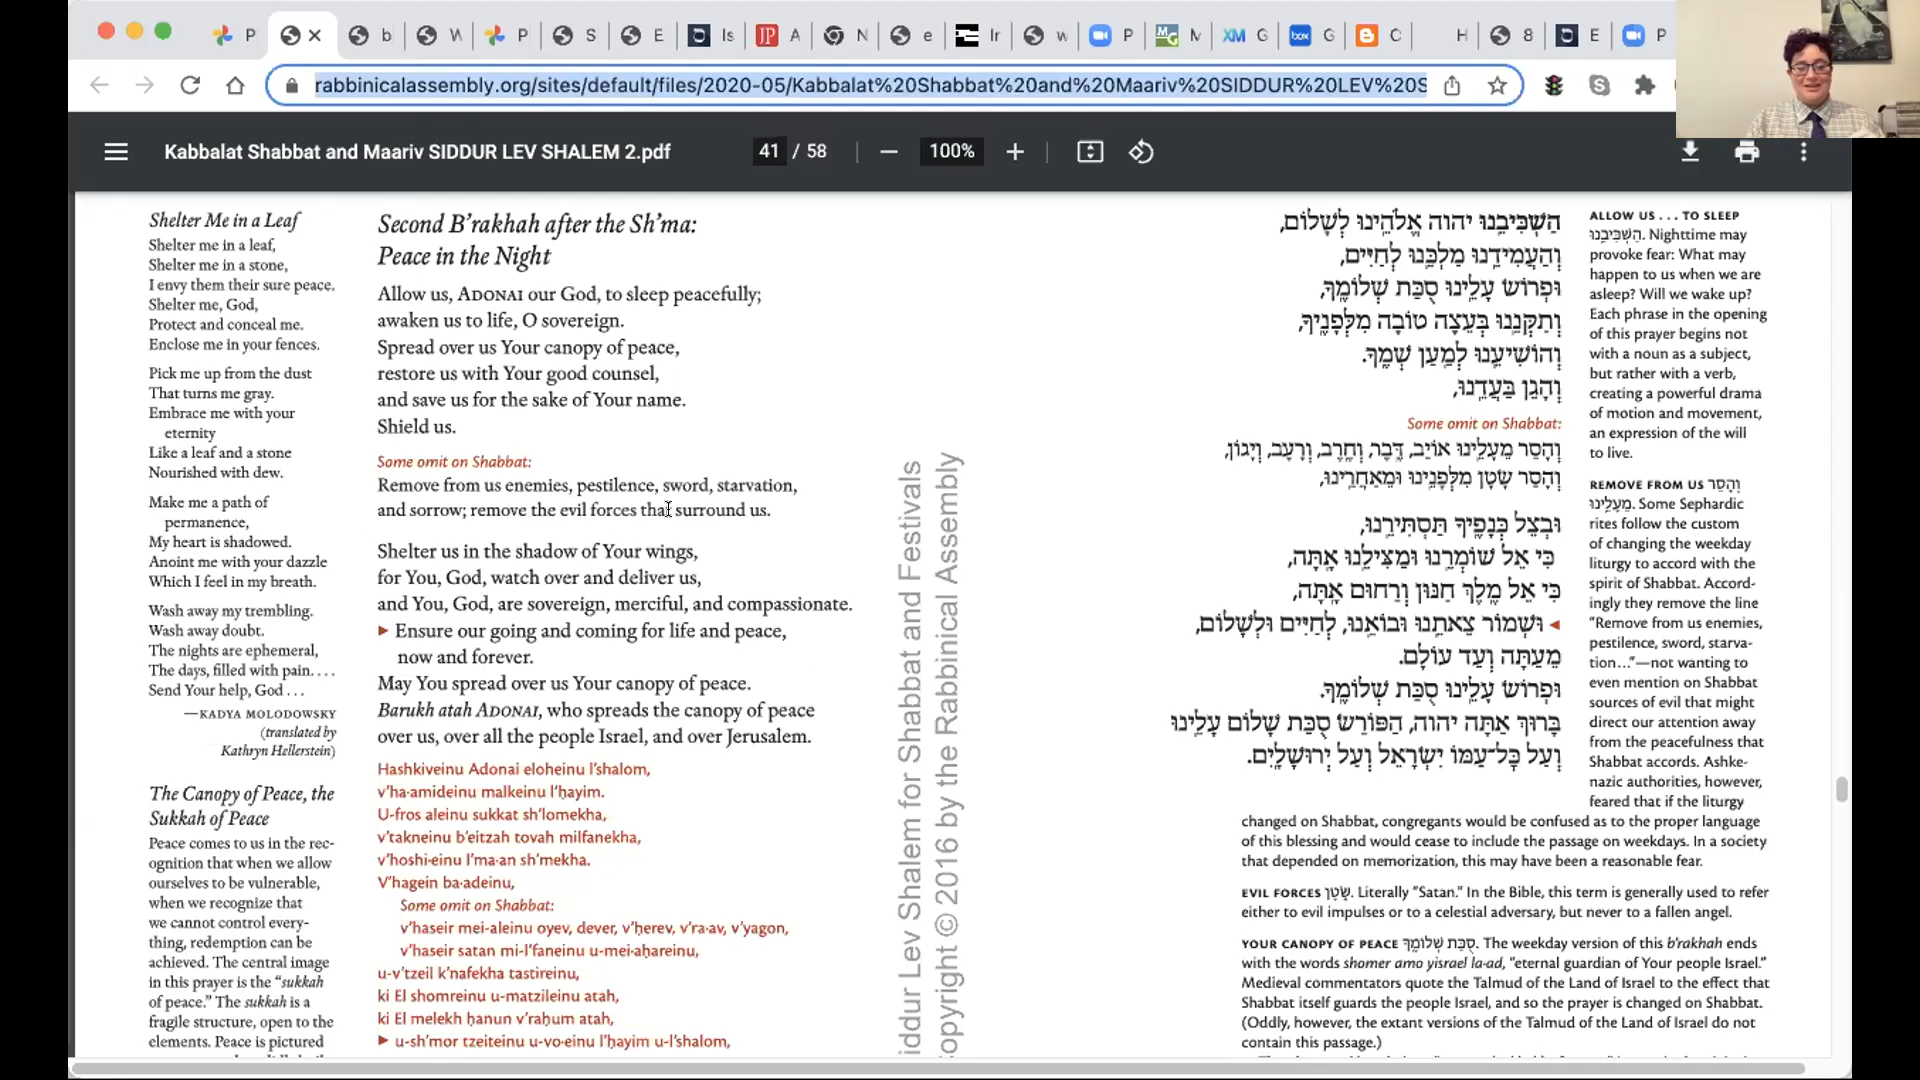 P
b
W
P
S
E
Is
A
N
e
Ir
w
P
M
XM G
box G
C
H
8
E
P
rabbinicalassembly.org/sites/default/files/2020-05/Kabbalat%20Shabbat%20and%20Maariv%20SIDDUR%20LEV%20S
Kabbalat Shabbat and Maariv SIDDUR LEV SHALEM 2.pdf
41 / 58
100%
Shelter Me in a Leaf
Shelter me in a leaf,
Shelter me in a stone,
I envy them their sure peace.
Shelter me, God,
Protect and conceal me.
Enclose me in your fences.
Pick me up from the dust
That turns me gray.
Embrace me with your
eternity
Like a leaf and a stone
Nourished with dew.
Make me a path of
permanence,
My heart is shadowed.
Anoint me with your dazzle
Which I feel in my breath.
Wash away my trembling.
Wash away doubt.
The nights are ephemeral,
The days, filled with pain. . . .
Send Your help, God . . .
—KADYA MOLODOWSKY
(translated by
Kathryn Hellerstein)
The Canopy of Peace, the
Sukkah of Peace
Peace comes to us in the rec-
ognition that when we allow
ourselves to be vulnerable,
when we recognize that
we cannot control every-
thing, redemption can be
achieved. The central image
in this prayer is the “sukkah
of peace.” The sukkah is a
fragile structure, open to the
elements. Peace is pictured
Second B’rakhah after the Sh’ma:
Peace in the Night
Allow us, ADONAI our God, to sleep peacefully;
awaken us to life, O sovereign.
Spread over us Your canopy of peace,
restore us with Your good counsel,
and save us for the sake of Your name.
Shield us.
Some omit on Shabbat:
Remove from us enemies, pestilence, sword, starvation,
and sorrow; remove the evil forces that surround us.
Shelter us in the shadow of Your wings,
for You, God, watch over and deliver us,
and You, God, are sovereign, merciful, and compassionate.
▸ Ensure our going and coming for life and peace,
now and forever.
May You spread over us Your canopy of peace.
Barukh atah ADONAI, who spreads the canopy of peace
over us, over all the people Israel, and over Jerusalem.
Hashkiveinu Adonai eloheinu l’shalom,
v’ha·amideinu malkeinu l’ḥayim.
U-fros aleinu sukkat sh’lomekha,
v’takneinu b’eitzah tovah milfanekha,
v’hoshi·einu l’ma·an sh’mekha.
V’hagein ba·adeinu,
Some omit on Shabbat:
v’haseir mei-aleinu oyev, dever, v’ḥerev, v’ra·av, v’yagon,
v’haseir satan mi-l’faneinu u-mei-aḥareinu,
u-v’tzeil k’nafekha tastireinu,
ki El shomreinu u-matzileinu atah,
ki El melekh ḥanun v’raḥum atah,
▸ u-sh’mor tzeiteinu u-vo·einu l’ḥayim u-l’shalom,
iddur Lev Shalem for Shabbat and Festivals
opyright © 2016 by the Rabbinical Assembly
הַשְׁכִּיבֵֽנוּ יהוה אֱלֹהֵֽינוּ לְשָׁלוֹם,
וְהַעֲמִידֵֽנוּ מַלְכֵּֽנוּ לְחַיִּים,
וּפְרוֹשׂ עָלֵֽינוּ סֻכַּת שְׁלוֹמֶֽךָ,
וְתַקְּנֵֽנוּ בְּעֵצָה טוֹבָה מִלְּפָנֶֽיךָ,
וְהוֹשִׁיעֵֽנוּ לְמַֽעַן שְׁמֶֽךָ.
וְהָגֵן בַּעֲדֵֽנוּ,
Some omit on Shabbat:
וְהָסֵר מֵעָלֵֽינוּ אוֹיֵב, דֶּֽבֶר, וְחֶֽרֶב, וְרָעָב, וְיָגוֹן,
וְהָסֵר שָׂטָן מִלְּפָנֵֽינוּ וּמֵאַחֲרֵֽינוּ,
וּבְצֵל כְּנָפֶֽיךָ תַּסְתִּירֵֽנוּ,
כִּי אֵל שׁוֹמְרֵֽנוּ וּמַצִּילֵֽנוּ אָֽתָּה,
כִּי אֵל מֶֽלֶךְ חַנּוּן וְרַחוּם אָֽתָּה,
◂ וּשְׁמוֹר צֵאתֵֽנוּ וּבוֹאֵֽנוּ, לְחַיִּים וּלְשָׁלוֹם,
מֵעַתָּה וְעַד עוֹלָם.
וּפְרוֹשׂ עָלֵֽינוּ סֻכַּת שְׁלוֹמֶֽךָ.
בָּרוּךְ אַתָּה יהוה, הַפּוֹרֵשׂ סֻכַּת שָׁלוֹם עָלֵֽינוּ
וְעַל כָּל־עַמּוֹ יִשְׂרָאֵל וְעַל יְרוּשָׁלָֽיִם.
ALLOW US . . . TO SLEEP
הַשְׁכִּיבֵֽנוּ. Nighttime may
provoke fear: What may
happen to us when we are
asleep? Will we wake up?
Each phrase in the opening
of this prayer begins not
with a noun as a subject,
but rather with a verb,
creating a powerful drama
of motion and movement,
an expression of the will
to live.
REMOVE FROM US וְהָסֵר
מֵעָלֵֽינוּ. Some Sephardic
rites follow the custom
of changing the weekday
liturgy to accord with the
spirit of Shabbat. Accord-
ingly they remove the line
“Remove from us enemies,
pestilence, sword, starva-
tion…”—not wanting to
even mention on Shabbat
sources of evil that might
direct our attention away
from the peacefulness that
Shabbat accords. Ashke-
nazic authorities, however,
feared that if the liturgy
changed on Shabbat, congregants would be confused as to the proper language
of this blessing and would cease to include the passage on weekdays. In a society
that depended on memorization, this may have been a reasonable fear.
EVIL FORCES שָׂטָן. Literally “Satan.” In the Bible, this term is generally used to refer
either to evil impulses or to a celestial adversary, but never to a fallen angel.
YOUR CANOPY OF PEACE סֻכַּת שְׁלוֹמֶֽךָ. The weekday version of this b’rakhah ends
with the words shomer amo yisrael la-ad, “eternal guardian of Your people Israel.”
Medieval commentators quote the Talmud of the Land of Israel to the effect that
Shabbat itself guards the people Israel, and so the prayer is changed on Shabbat.
(Oddly, however, the extant versions of the Talmud of the Land of Israel do not
contain this passage.)